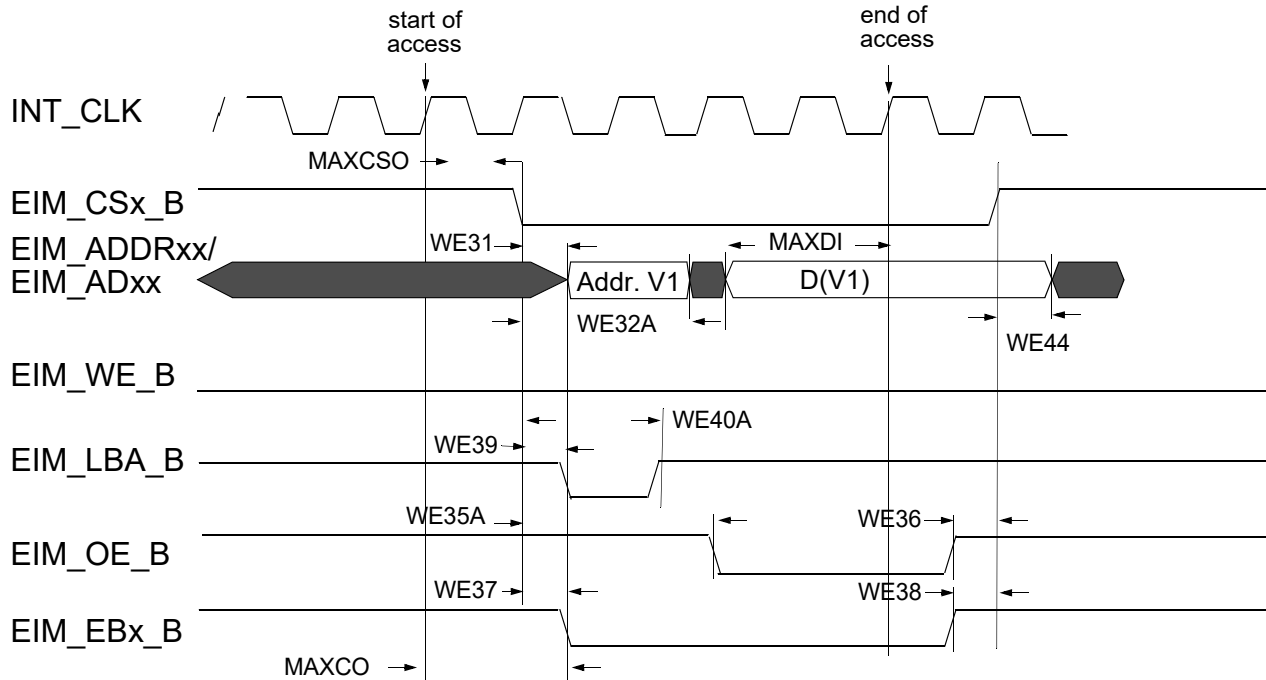 start of
access
end of
access
INT_CLK
MAXCSO
EIM_CSx_B
EIM_ADDRxx/
EIM_ADxx
WE31
MAXDI
Addr. V1
D(V1)
WE32A
WE44
EIM_WE_B
WE40A
WE39
EIM_LBA_B
WE35A
WE36
EIM_OE_B
WE37
WE38
EIM_EBx_B
MAXCO